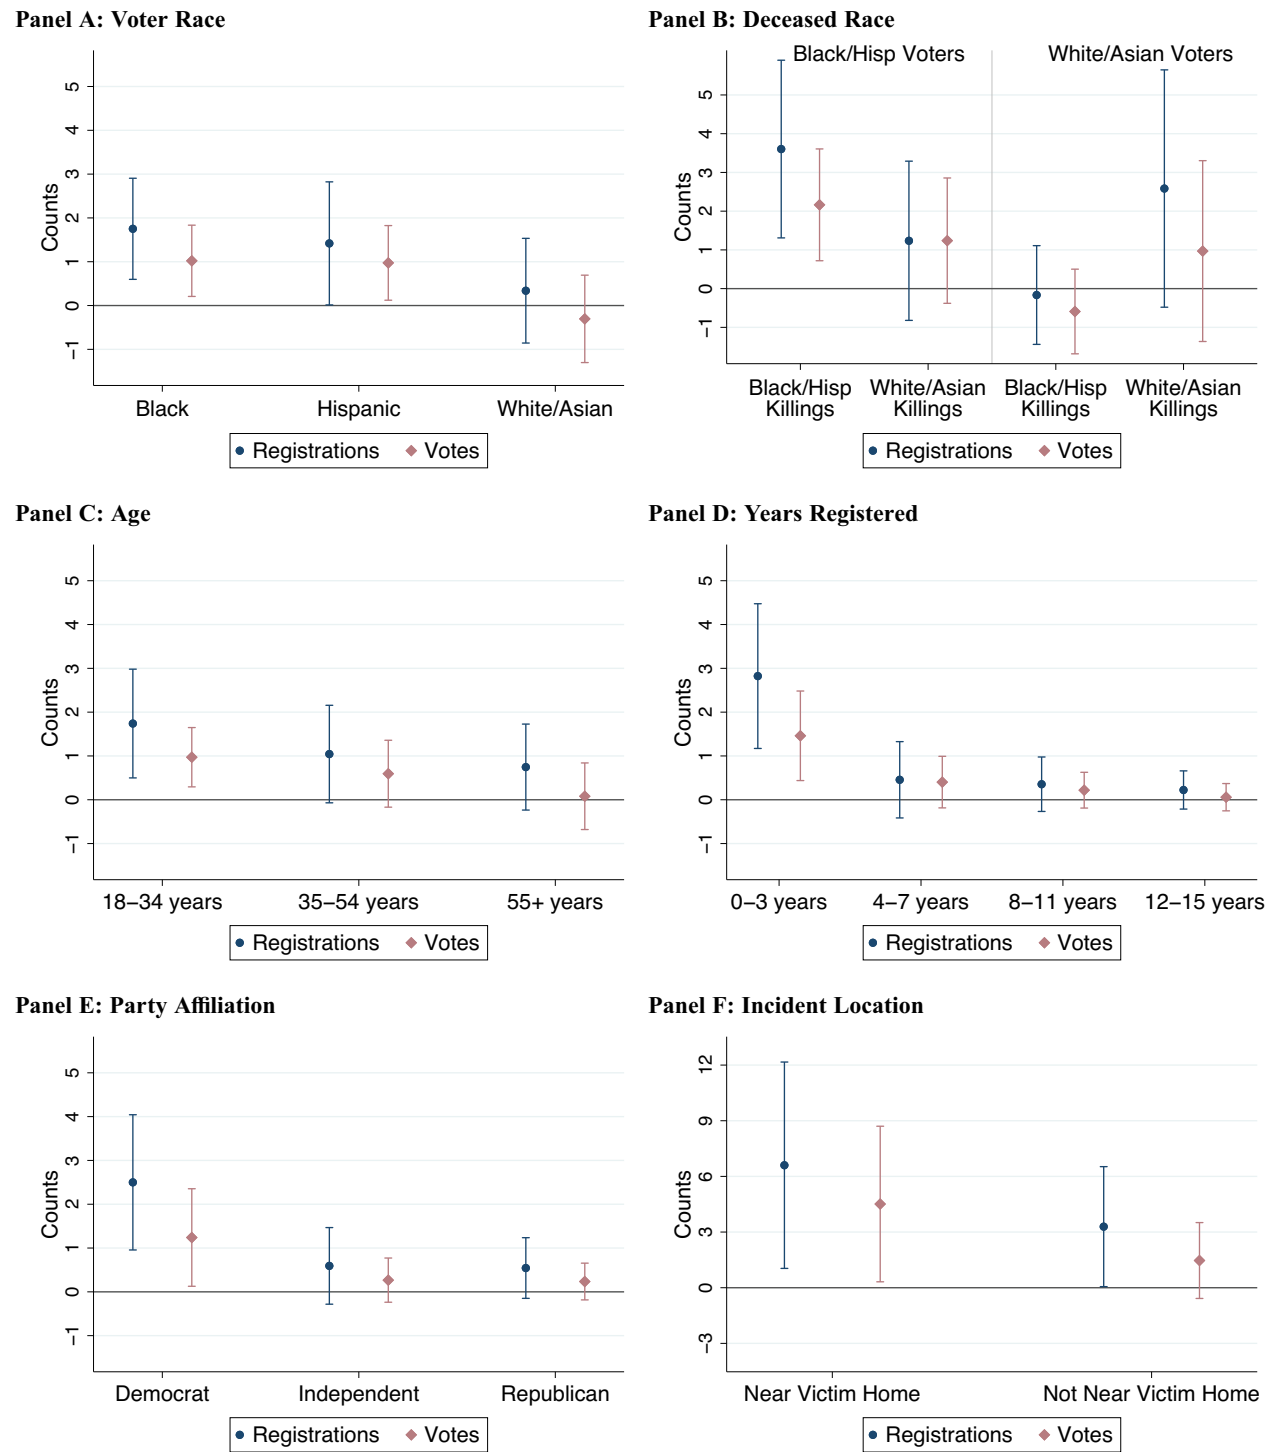 Panel A: Voter Race
Counts
5
4
3
2
1
0
−1
Black Hispanic White/Asian
Registrations Votes
Panel B: Deceased Race
Black/Hisp Voters White/Asian Voters
Counts
5
4
3
2
1
0
−1
Black/Hisp White/Asian Black/Hisp White/Asian
Killings Killings Killings Killings
Registrations Votes
Panel C: Age
Counts
5
4
3
2
1
0
−1
18−34 years 35−54 years 55+ years
Registrations Votes
Panel D: Years Registered
Counts
5
4
3
2
1
0
−1
0−3 years 4−7 years 8−11 years 12−15 years
Registrations Votes
Panel E: Party Affiliation
Counts
5
4
3
2
1
0
−1
Democrat Independent Republican
Registrations Votes
Panel F: Incident Location
Counts
12
9
6
3
0
−3
Near Victim Home Not Near Victim Home
Registrations Votes